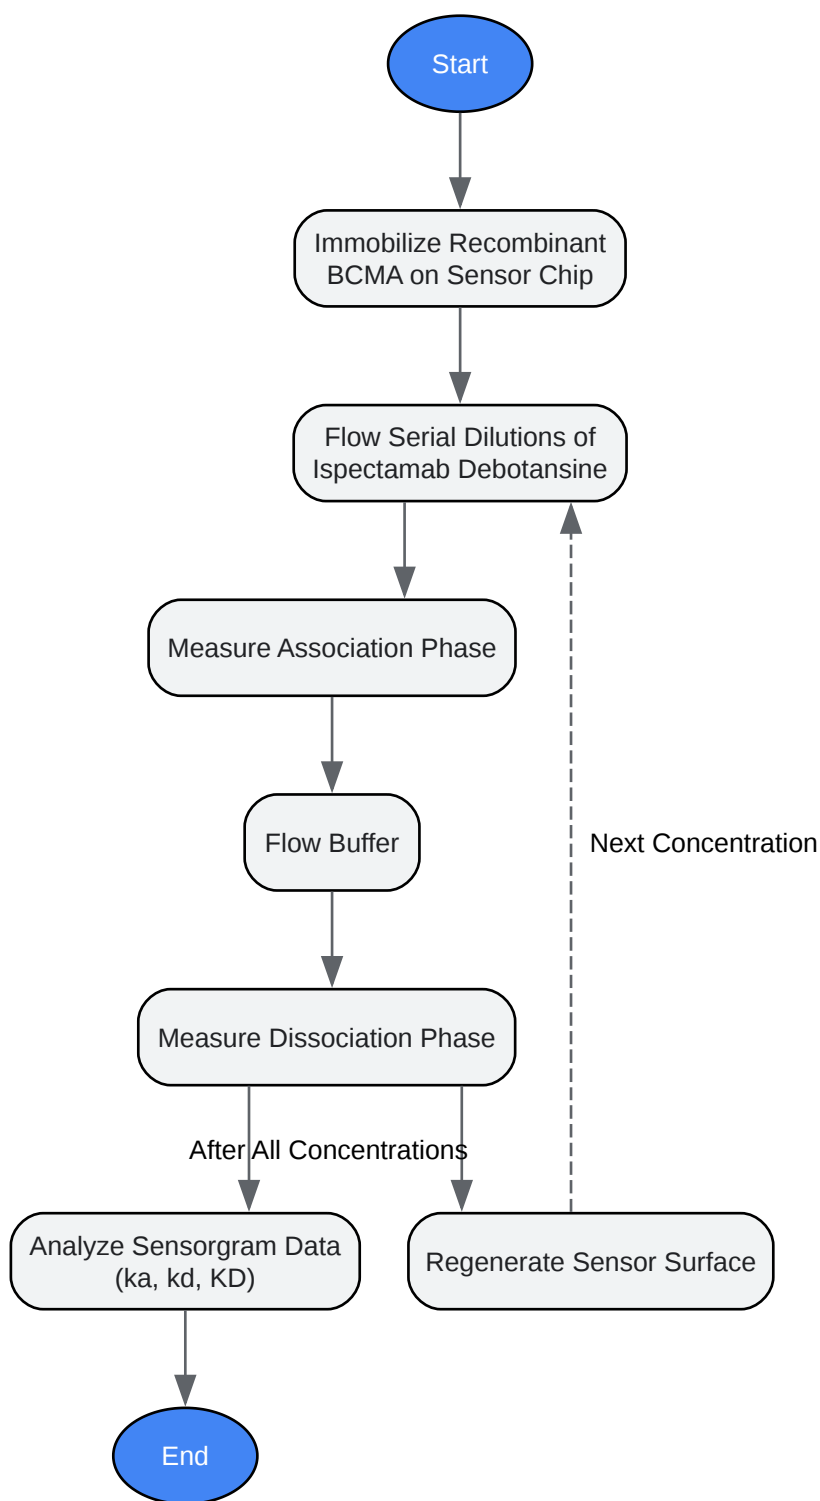 Start
Immobilize Recombinant
BCMA on Sensor Chip
Flow Serial Dilutions of
Ispectamab Debotansine
Measure Association Phase
Flow Buffer
Next Concentration
Measure Dissociation Phase
After All Concentrations
Analyze Sensorgram Data
(ka, kd, KD)
Regenerate Sensor Surface
End